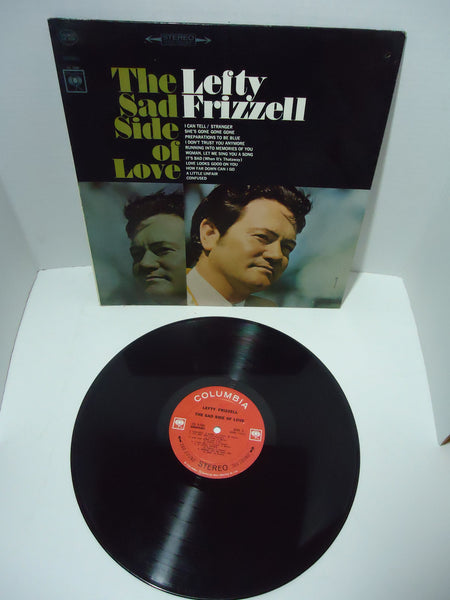 STEREO
The Sad Side of Love
Lefty Frizzell
I CAN TELL / STRANGER
SHE'S GONE GONE GONE
PREPARATIONS TO BE BLUE
I DON'T TRUST YOU ANYMORE
RUNNING INTO MEMORIES OF YOU
WOMAN, LET ME SING YOU A SONG
IT'S BAD (When It's Thataway)
LOVE LOOKS GOOD ON YOU
HOW FAR DOWN CAN I GO
A LITTLE UNFAIR
CONFUSED
COLUMBIA
LEFTY FRIZZELL
THE SAD SIDE OF LOVE
STEREO